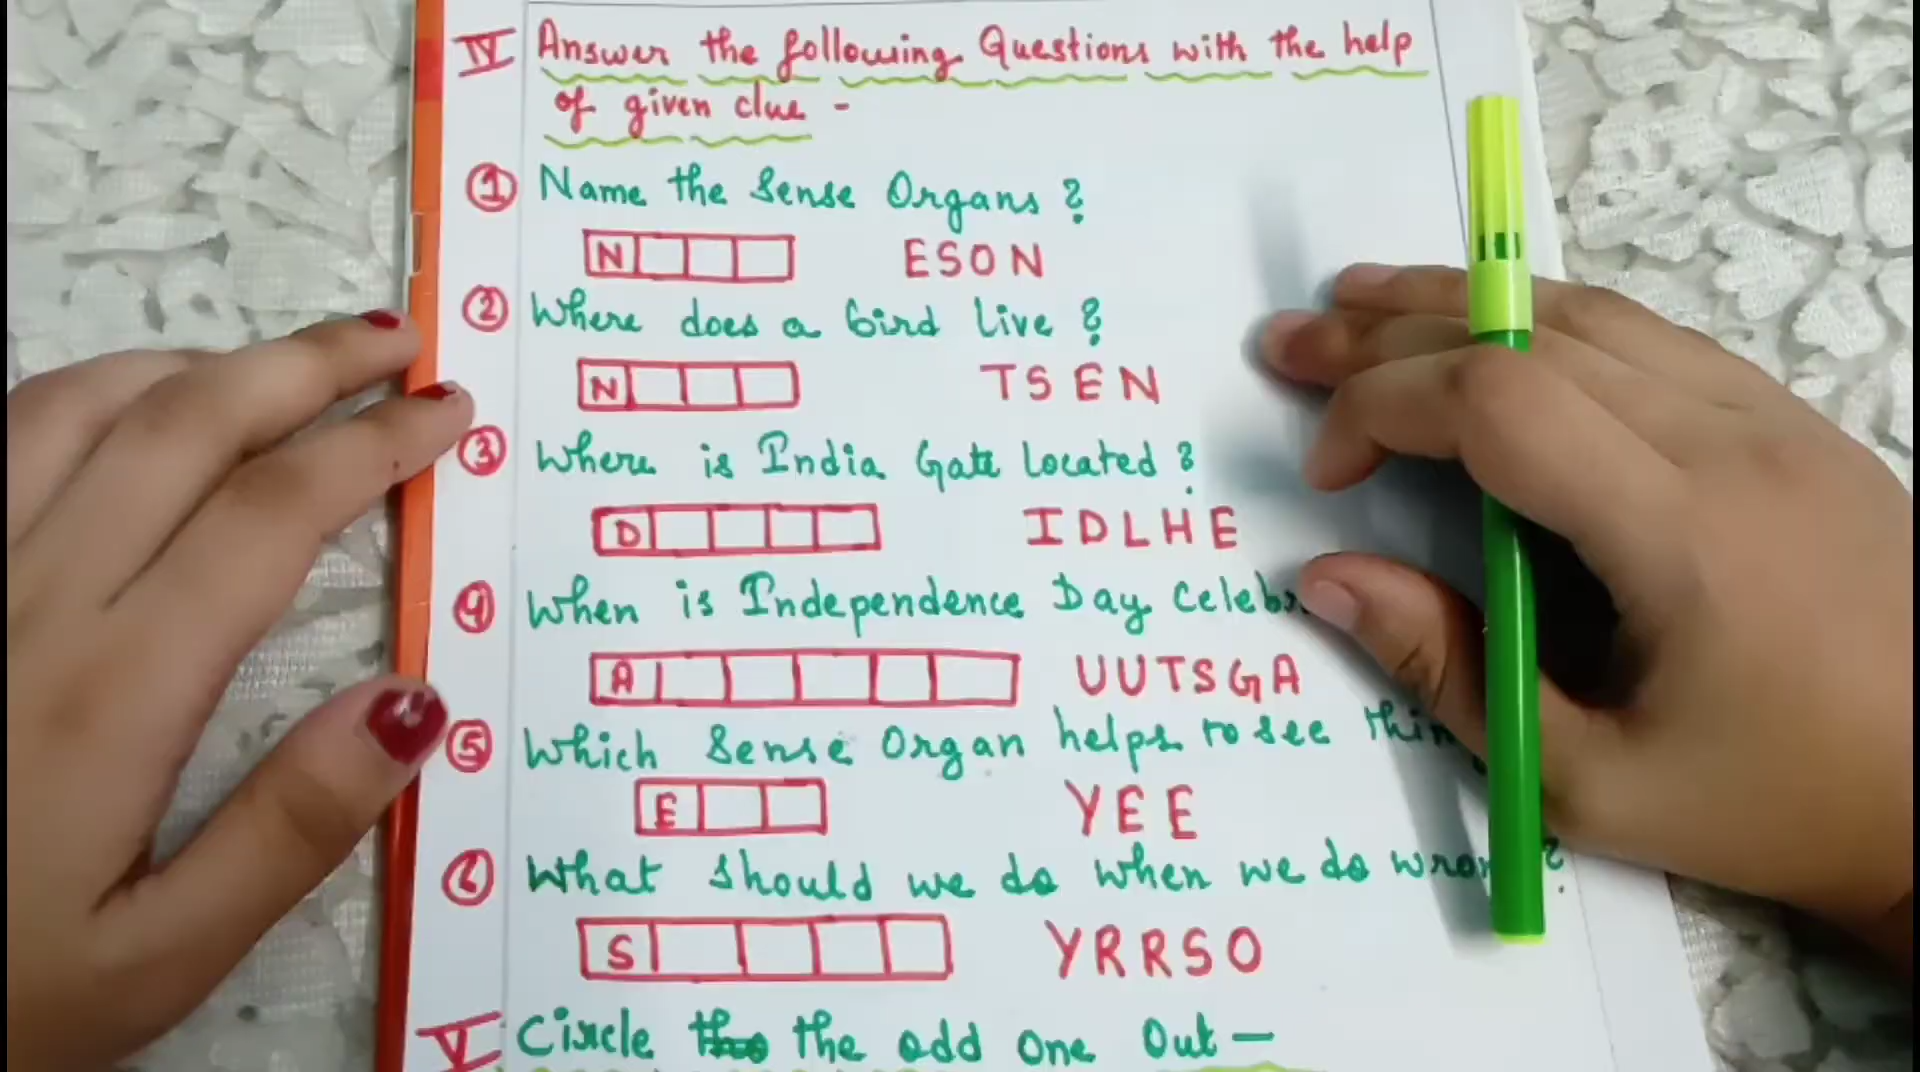 IV Answer the following Questions with the help
of given clue -
1 Name the Sense Organs ?
N ESON
2 Where does a bird live ?
N TSEN
3 Where is India Gate Located ?
D IDLHE
4 When is Independence Day
A UUTSGA
5 Which Sense Organ helps to see
E YEE
6 What should we do when we do ?
S YRRSO
V Circle the odd one Out —